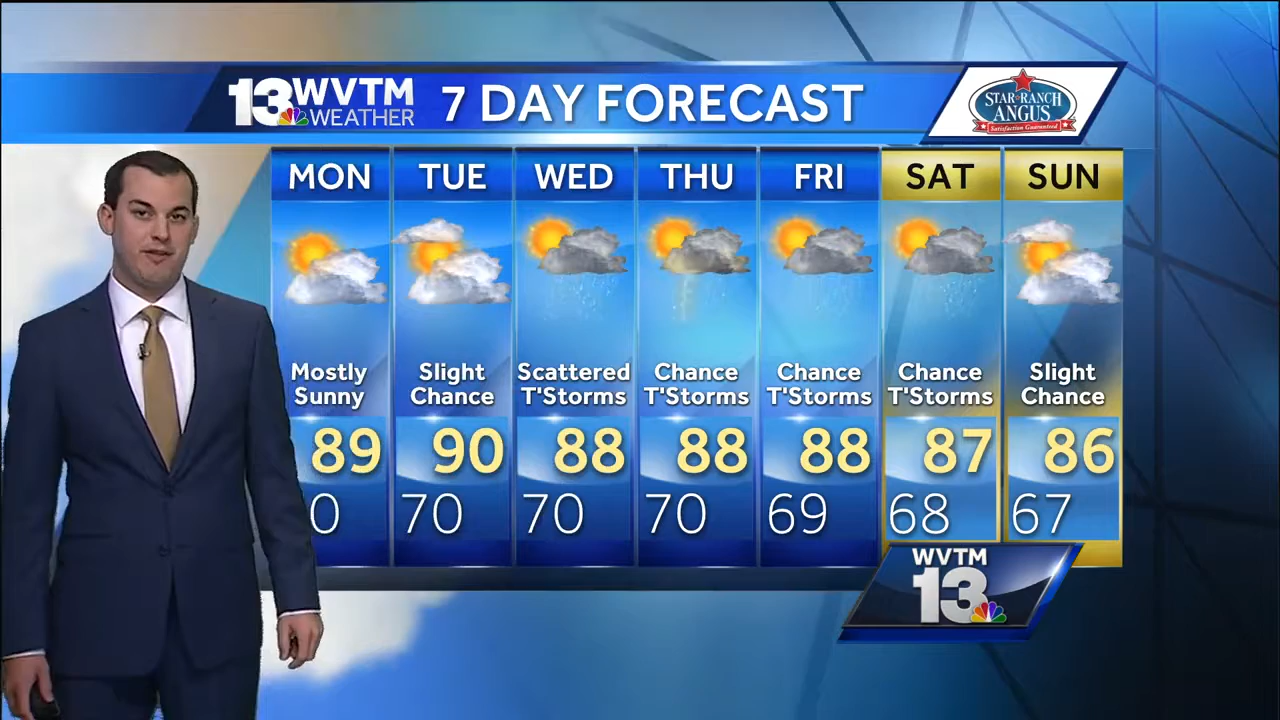 13 WVTM
WEATHER
7 DAY FORECAST
STAR RANCH
ANGUS
Satisfaction Guaranteed
MON TUE WED THU FRI SAT SUN
Mostly Slight Scattered Chance Chance Chance Slight
Sunny Chance T'Storms T'Storms T'Storms T'Storms Chance
89 90 88 88 88 87 86
0 70 70 70 69 68 67
WVTM
13